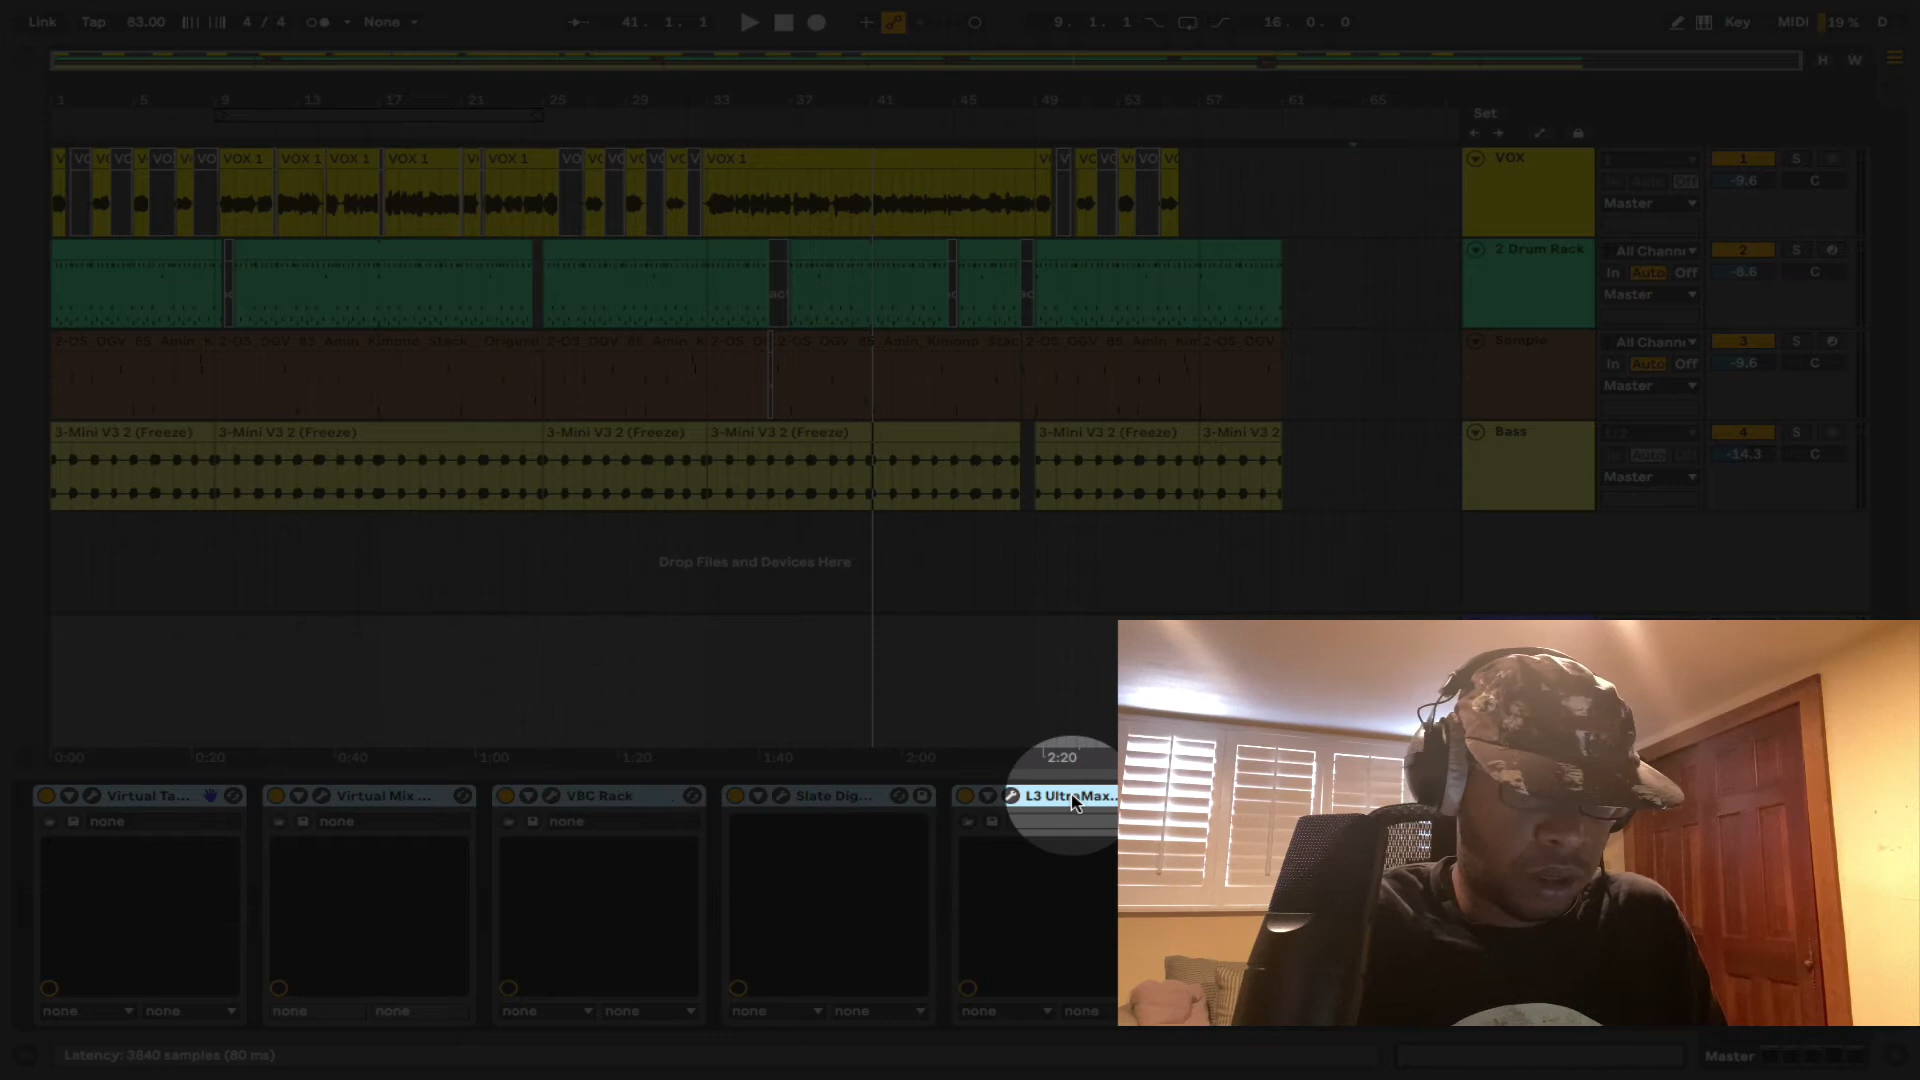 Link Tap 83.00 4 / 4 None 41. 1. 1 9. 1. 1 16. 0. 0 Key MIDI 19 % D
H W
1 5 9 13 17 21 25 29 33 37 41 45 49 53 57 61 65
Set
VOX 1 VOX 1 VOX 1 VOX 1 VOX 1 VOX 1
VOX 1 S
Off -9.6 C
Master
2 Drum Rack All Channe 2 S
In Auto Off -8.6 C
Master
2-DS_OGV_85_Amin_Kimono_Stack__Original
Sample All Channe 3 S
In Auto Off -9.6 C
Master
3-Mini V3 2 (Freeze) 3-Mini V3 2 (Freeze) 3-Mini V3 2 (Freeze) 3-Mini V3 2 (Freeze) 3-Mini V3 2 (Freeze) 3-Mini V3 2
Bass 4 S
Auto -14.3 C
Master
Drop Files and Devices Here
0:00 0:20 0:40 1:00 1:20 1:40 2:00 2:20
Virtual Ta... Virtual Mix ... VBC Rack Slate Dig... L3 UltraMax...
none none none
none none none none none none none none none none
Latency: 3840 samples (80 ms) Master